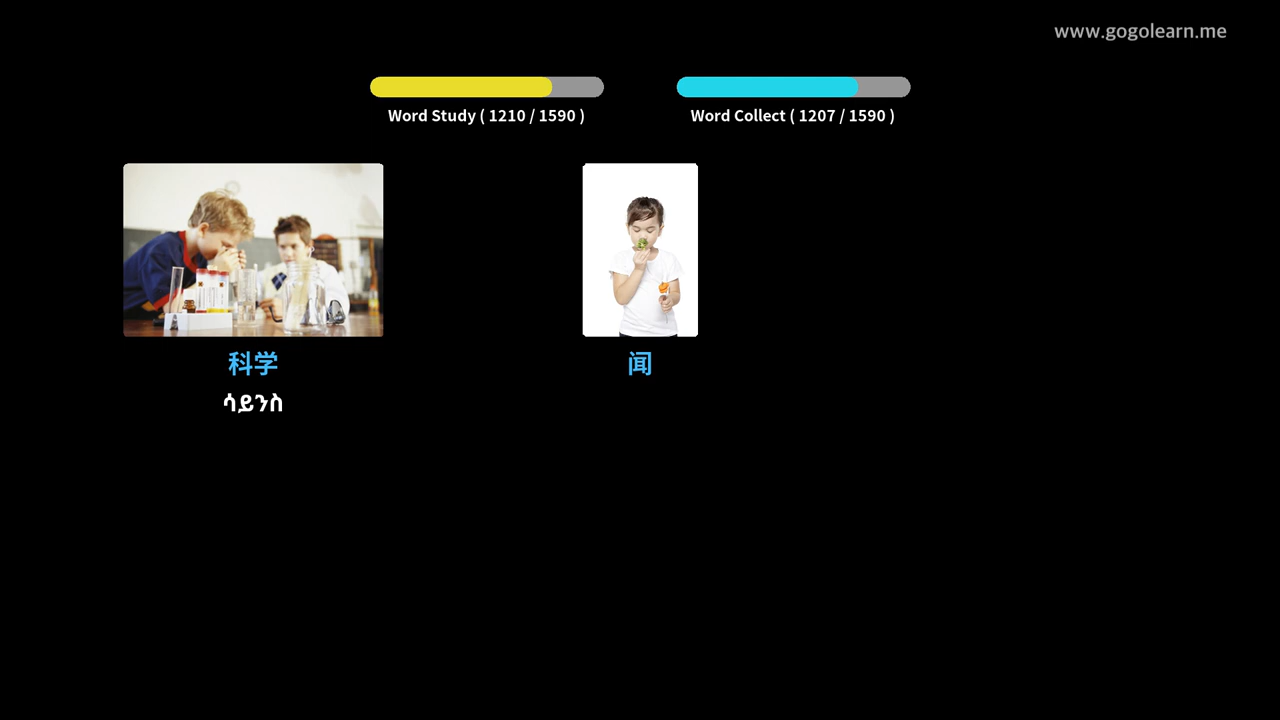 www.gogolearn.me
Word Study ( 1210 / 1590 )
Word Collect ( 1207 / 1590 )
科学
ሳይንስ
闻